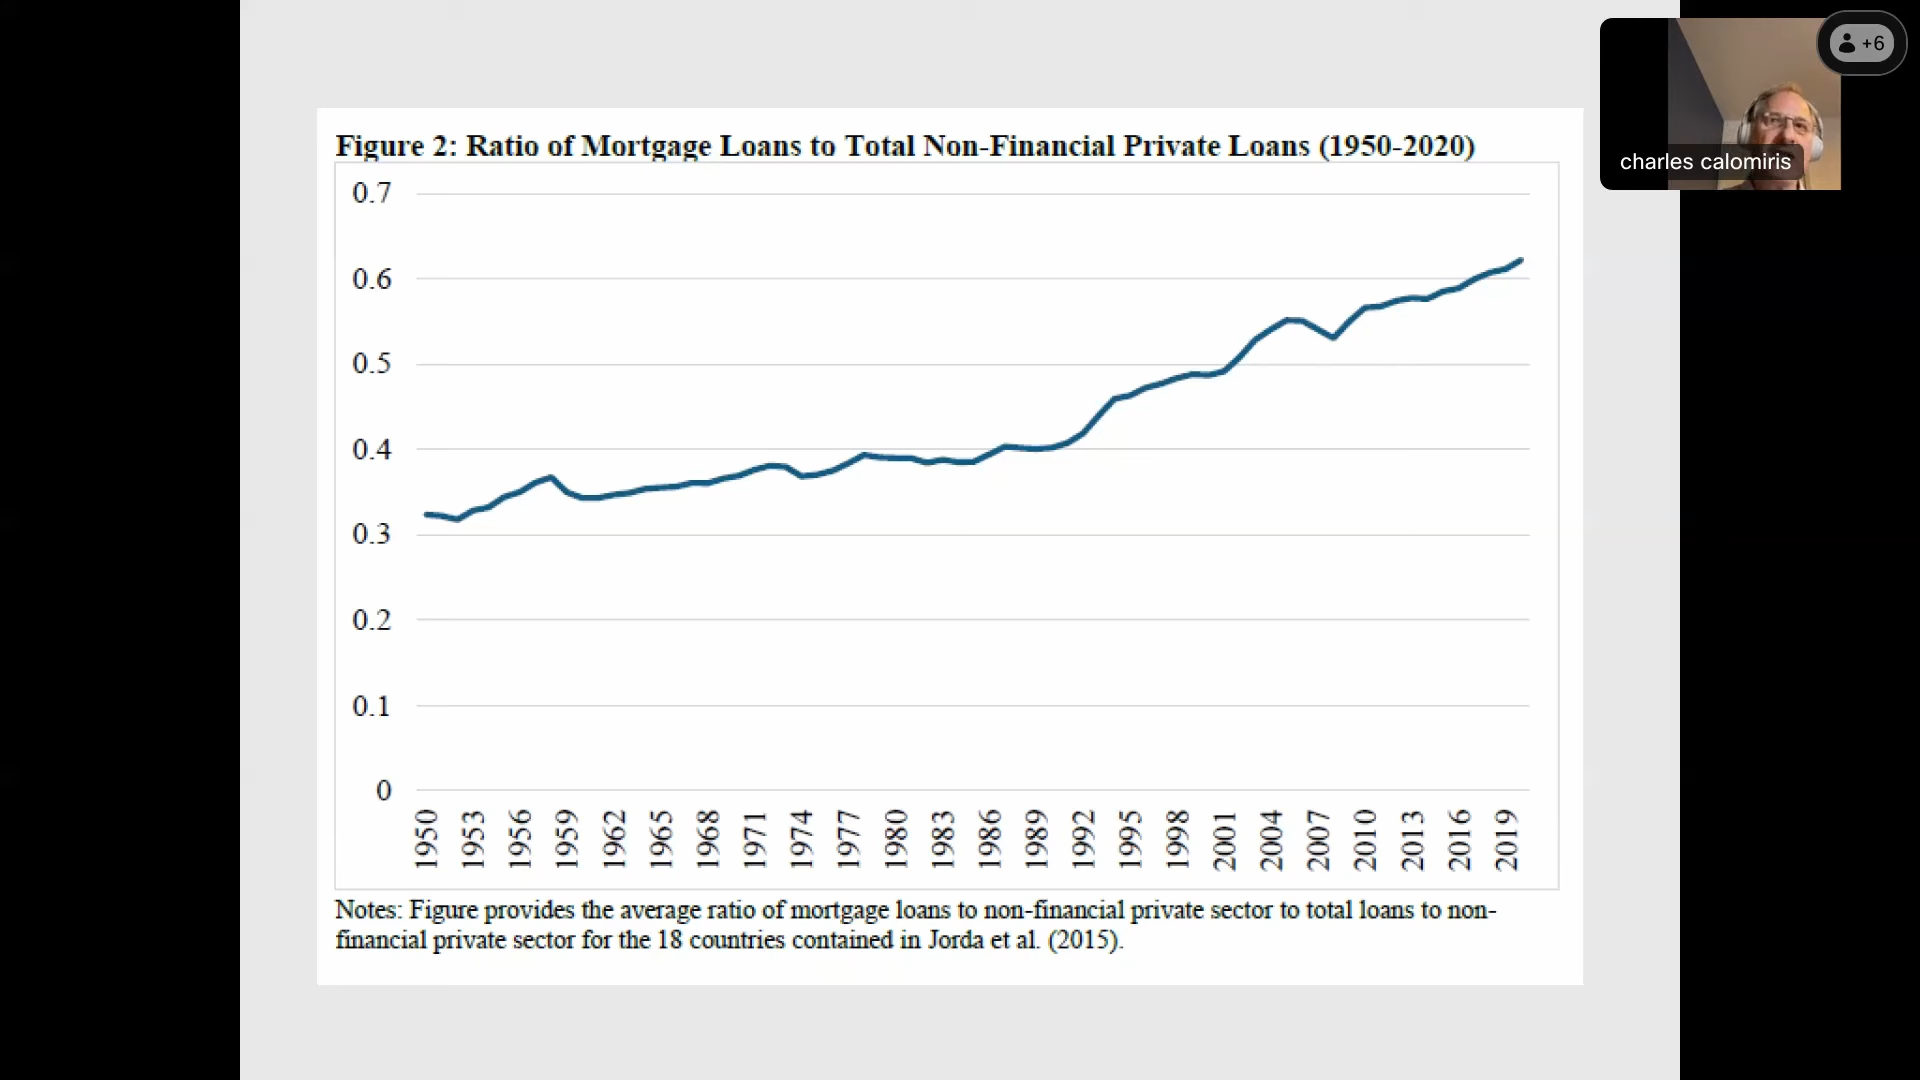 +6
charles calomiris
Figure 2: Ratio of Mortgage Loans to Total Non-Financial Private Loans (1950-2020)
0.7
0.6
0.5
0.4
0.3
0.2
0.1
0
1950 1953 1956 1959 1962 1965 1968 1971 1974 1977 1980 1983 1986 1989 1992 1995 1998 2001 2004 2007 2010 2013 2016 2019
Notes: Figure provides the average ratio of mortgage loans to non-financial private sector to total loans to non-
financial private sector for the 18 countries contained in Jorda et al. (2015).